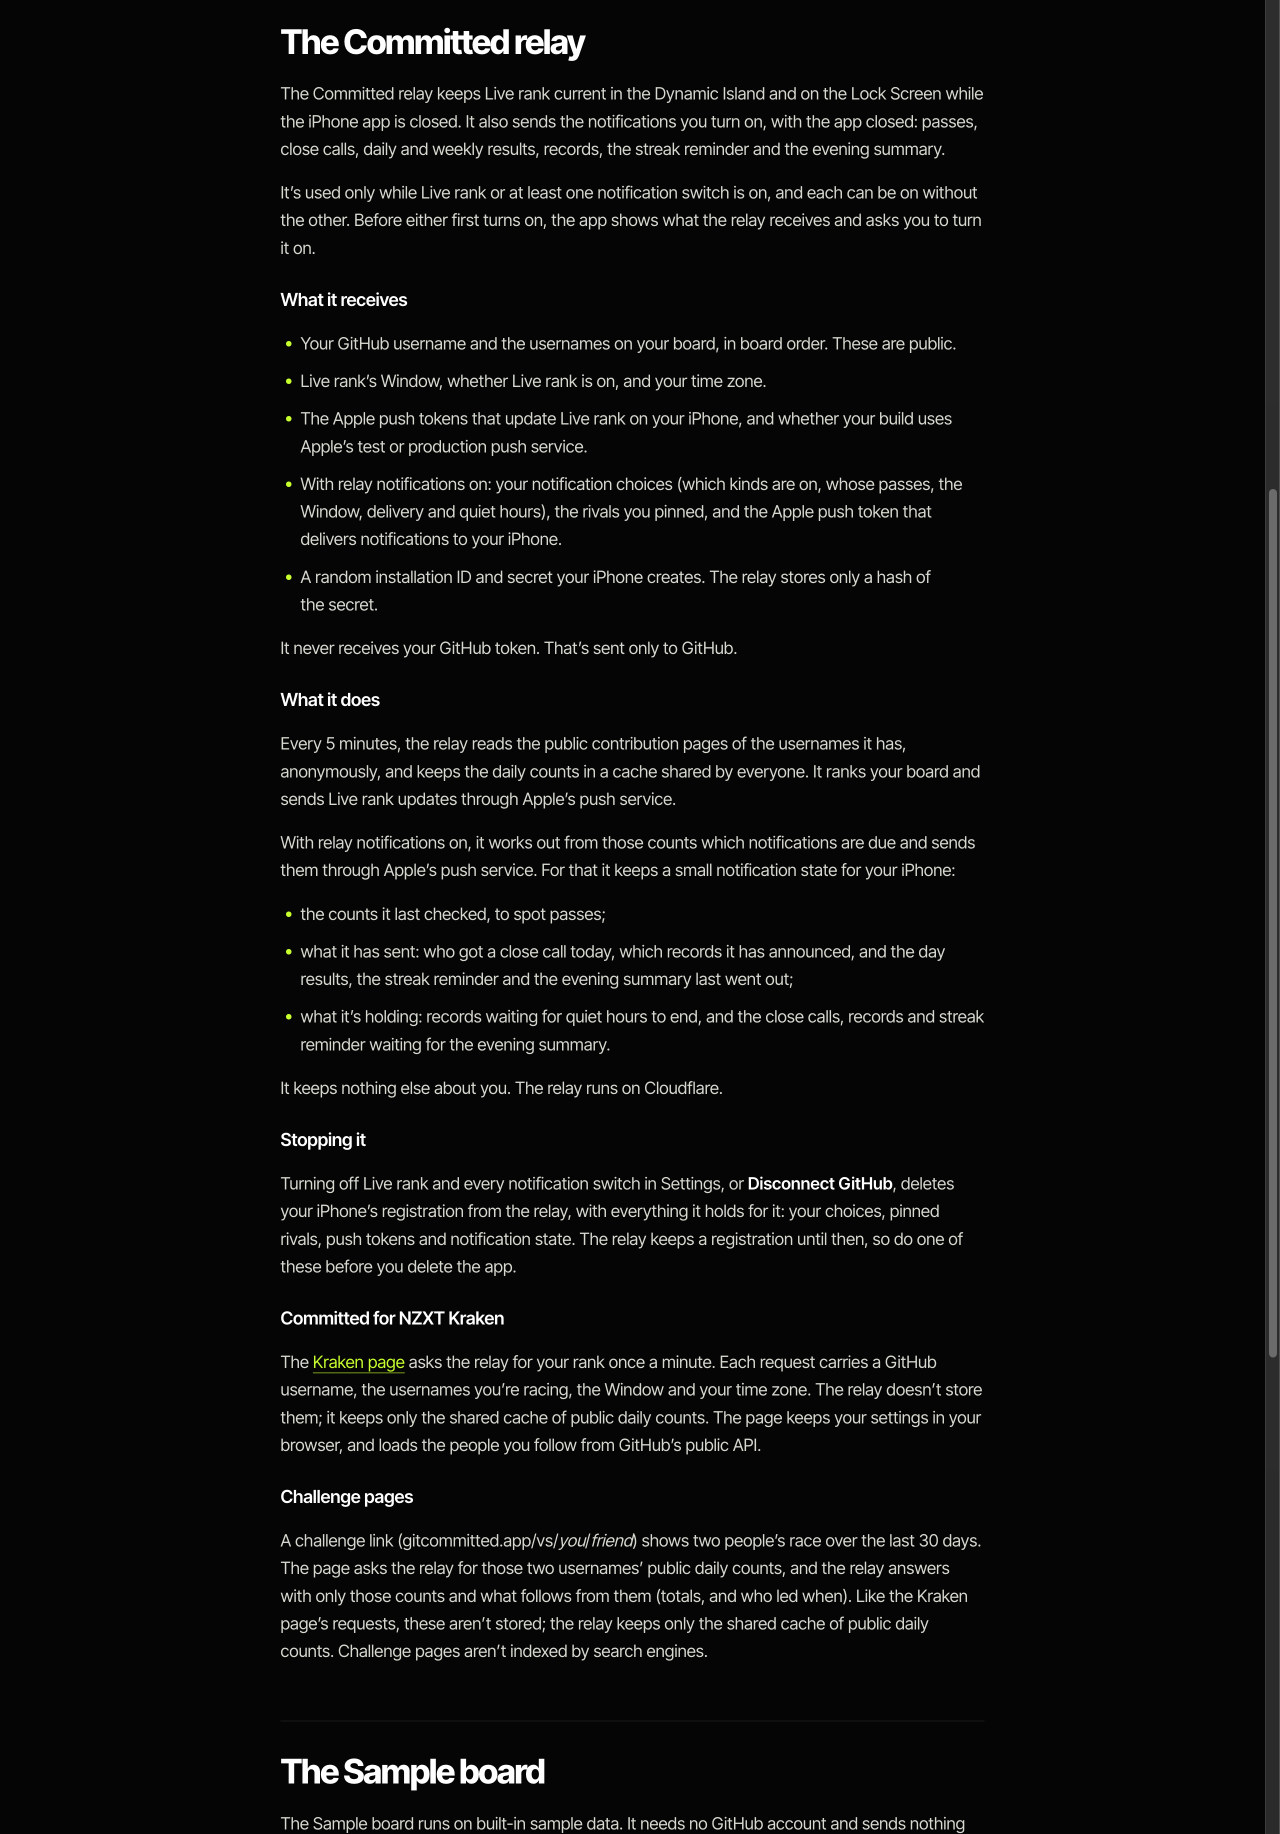 The Committed relay
The Committed relay keeps Live rank current in the Dynamic Island and on the Lock Screen while
the iPhone app is closed. It also sends the notifications you turn on, with the app closed: passes,
close calls, daily and weekly results, records, the streak reminder and the evening summary.
It’s used only while Live rank or at least one notification switch is on, and each can be on without
the other. Before either first turns on, the app shows what the relay receives and asks you to turn
it on.
What it receives
• Your GitHub username and the usernames on your board, in board order. These are public.
• Live rank’s Window, whether Live rank is on, and your time zone.
• The Apple push tokens that update Live rank on your iPhone, and whether your build uses
Apple’s test or production push service.
• With relay notifications on: your notification choices (which kinds are on, whose passes, the
Window, delivery and quiet hours), the rivals you pinned, and the Apple push token that
delivers notifications to your iPhone.
• A random installation ID and secret your iPhone creates. The relay stores only a hash of
the secret.
It never receives your GitHub token. That’s sent only to GitHub.
What it does
Every 5 minutes, the relay reads the public contribution pages of the usernames it has,
anonymously, and keeps the daily counts in a cache shared by everyone. It ranks your board and
sends Live rank updates through Apple’s push service.
With relay notifications on, it works out from those counts which notifications are due and sends
them through Apple’s push service. For that it keeps a small notification state for your iPhone:
• the counts it last checked, to spot passes;
• what it has sent: who got a close call today, which records it has announced, and the day
results, the streak reminder and the evening summary last went out;
• what it’s holding: records waiting for quiet hours to end, and the close calls, records and streak
reminder waiting for the evening summary.
It keeps nothing else about you. The relay runs on Cloudflare.
Stopping it
Turning off Live rank and every notification switch in Settings, or Disconnect GitHub, deletes
your iPhone’s registration from the relay, with everything it holds for it: your choices, pinned
rivals, push tokens and notification state. The relay keeps a registration until then, so do one of
these before you delete the app.
Committed for NZXT Kraken
The Kraken page asks the relay for your rank once a minute. Each request carries a GitHub
username, the usernames you’re racing, the Window and your time zone. The relay doesn’t store
them; it keeps only the shared cache of public daily counts. The page keeps your settings in your
browser, and loads the people you follow from GitHub’s public API.
Challenge pages
A challenge link (gitcommitted.app/vs/you/friend) shows two people’s race over the last 30 days.
The page asks the relay for those two usernames’ public daily counts, and the relay answers
with only those counts and what follows from them (totals, and who led when). Like the Kraken
page’s requests, these aren’t stored; the relay keeps only the shared cache of public daily
counts. Challenge pages aren’t indexed by search engines.
The Sample board
The Sample board runs on built-in sample data. It needs no GitHub account and sends nothing